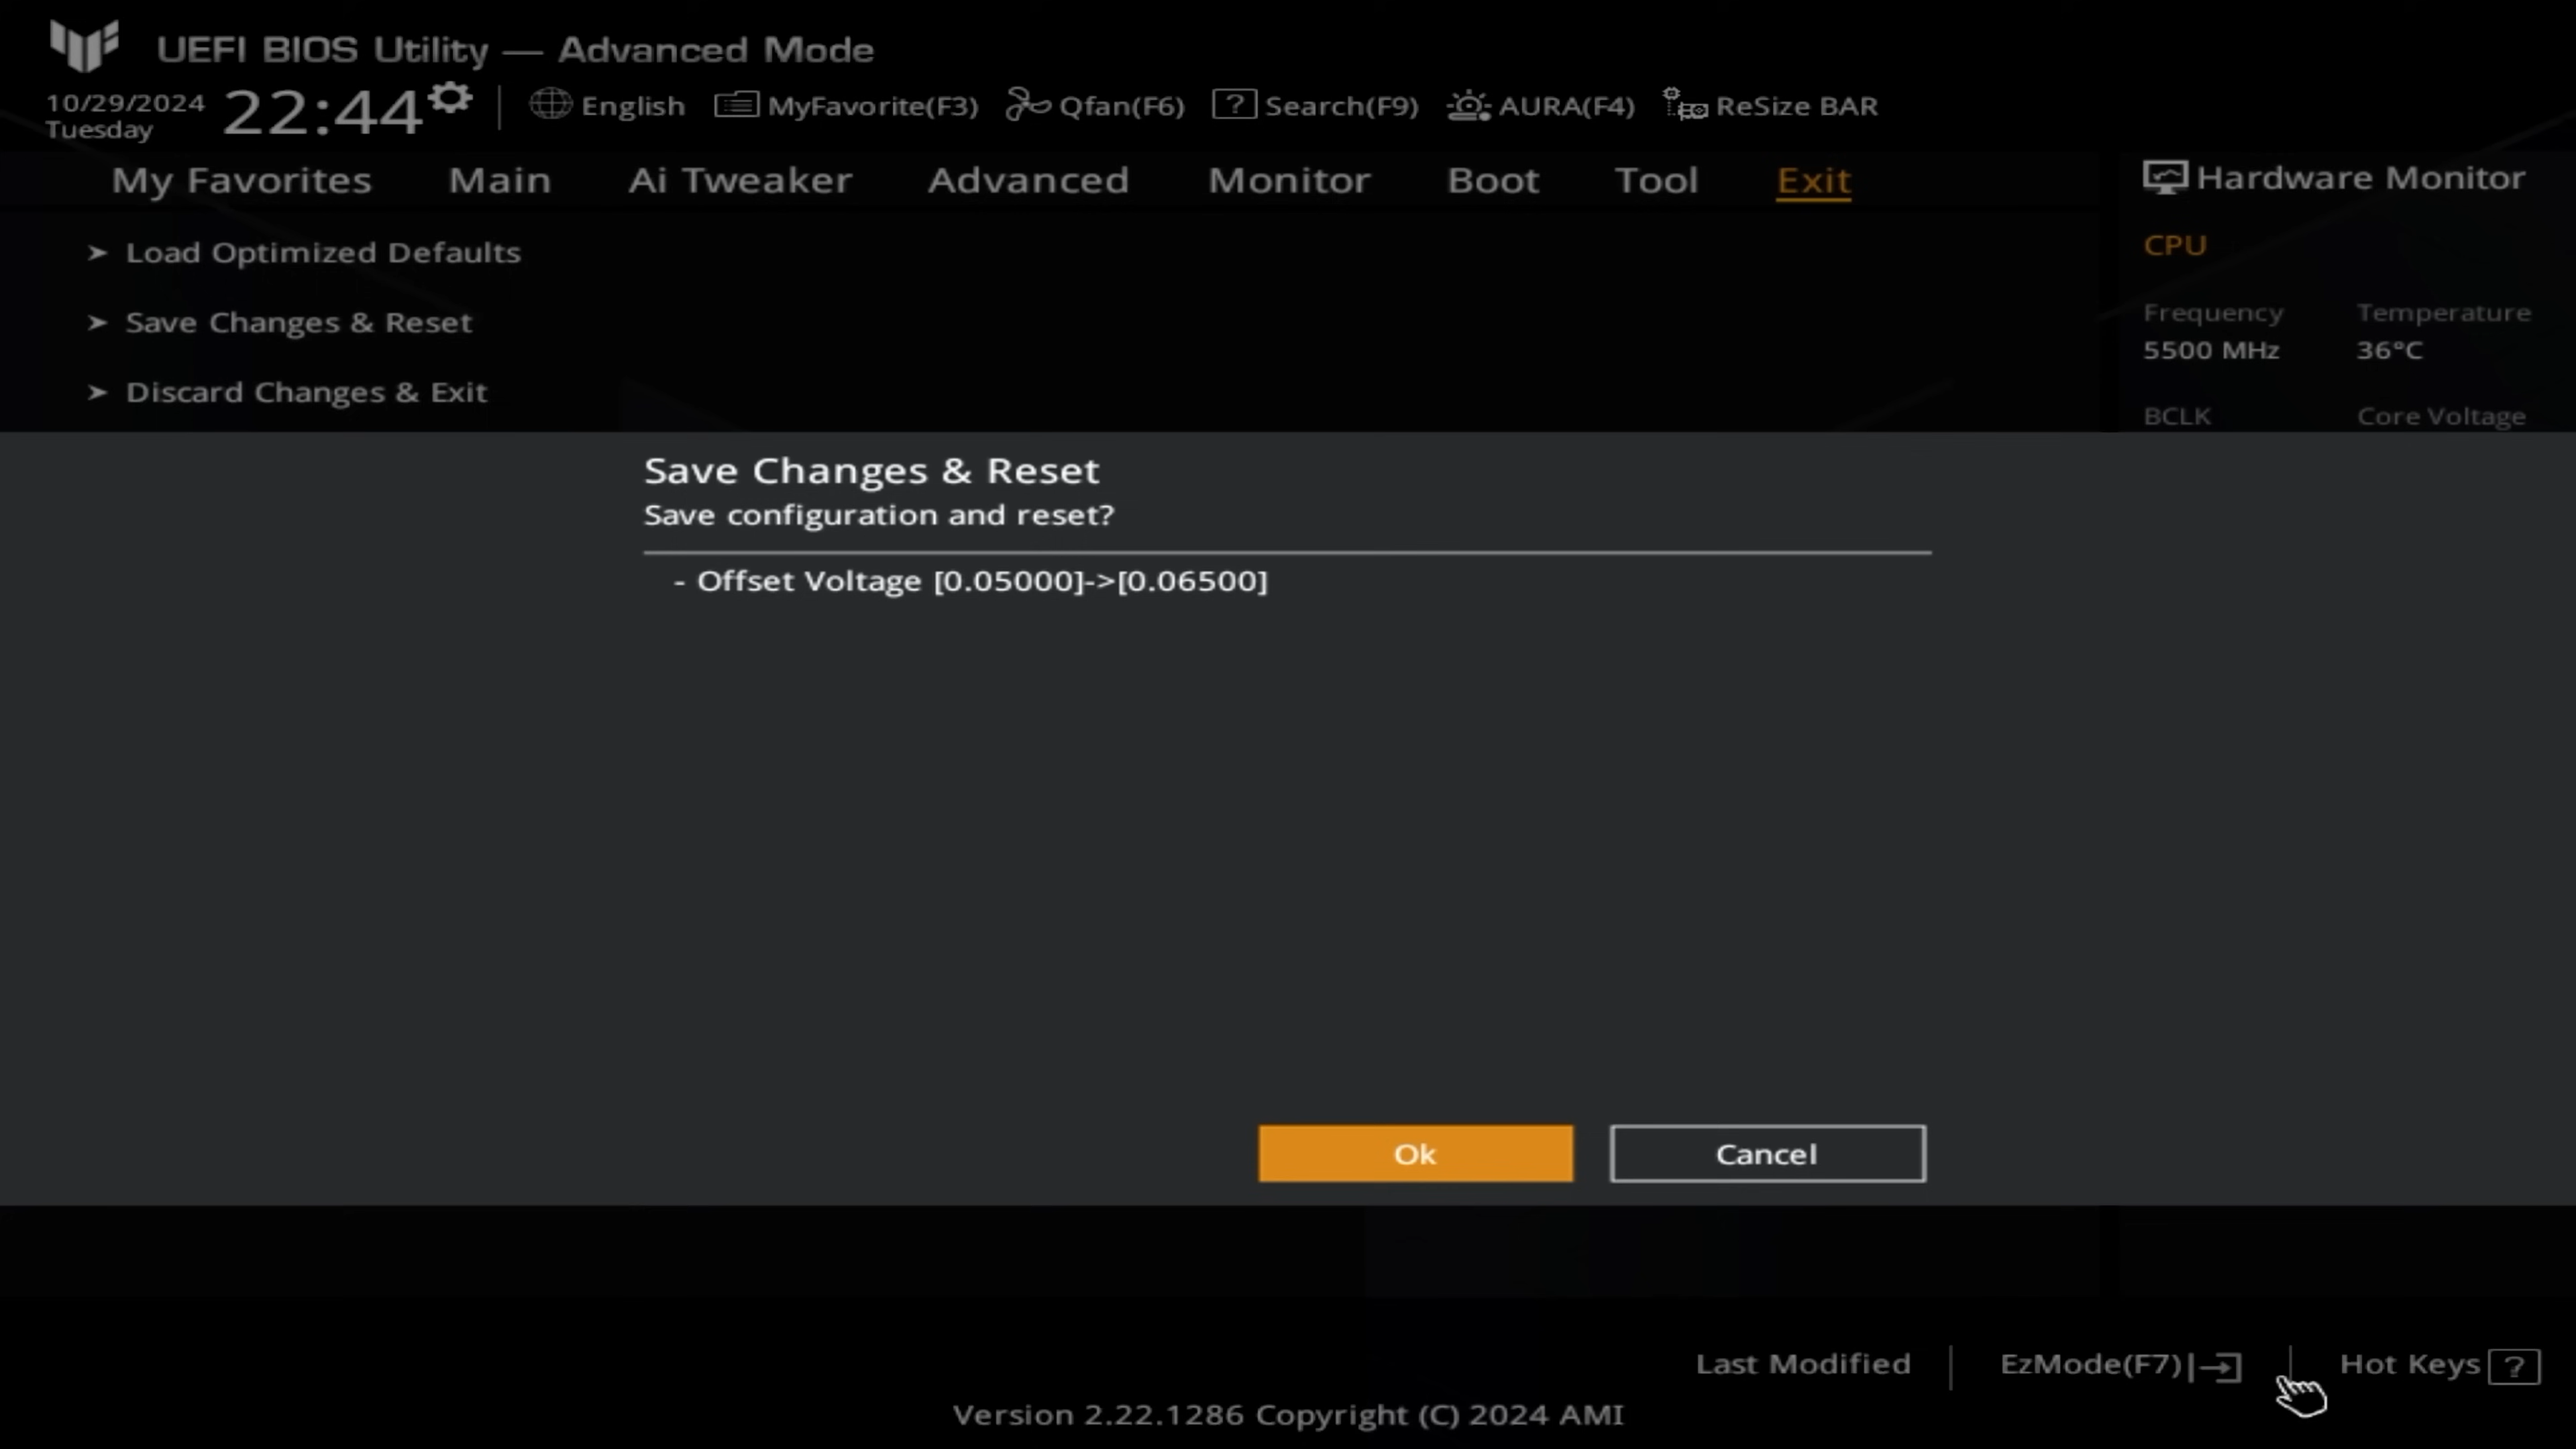 UEFI BIOS Utility — Advanced Mode
10/29/2024
Tuesday
22:44
English
MyFavorite(F3)
Qfan(F6)
Search(F9)
AURA(F4)
ReSize BAR
My Favorites
Main
Ai Tweaker
Advanced
Monitor
Boot
Tool
Exit
Hardware Monitor
Load Optimized Defaults
Save Changes & Reset
Discard Changes & Exit
CPU
Frequency
Temperature
5500 MHz
36°C
BCLK
Core Voltage
Save Changes & Reset
Save configuration and reset?
- Offset Voltage [0.05000]->[0.06500]
Ok
Cancel
Last Modified
EzMode(F7)
Hot Keys ?
Version 2.22.1286 Copyright (C) 2024 AMI